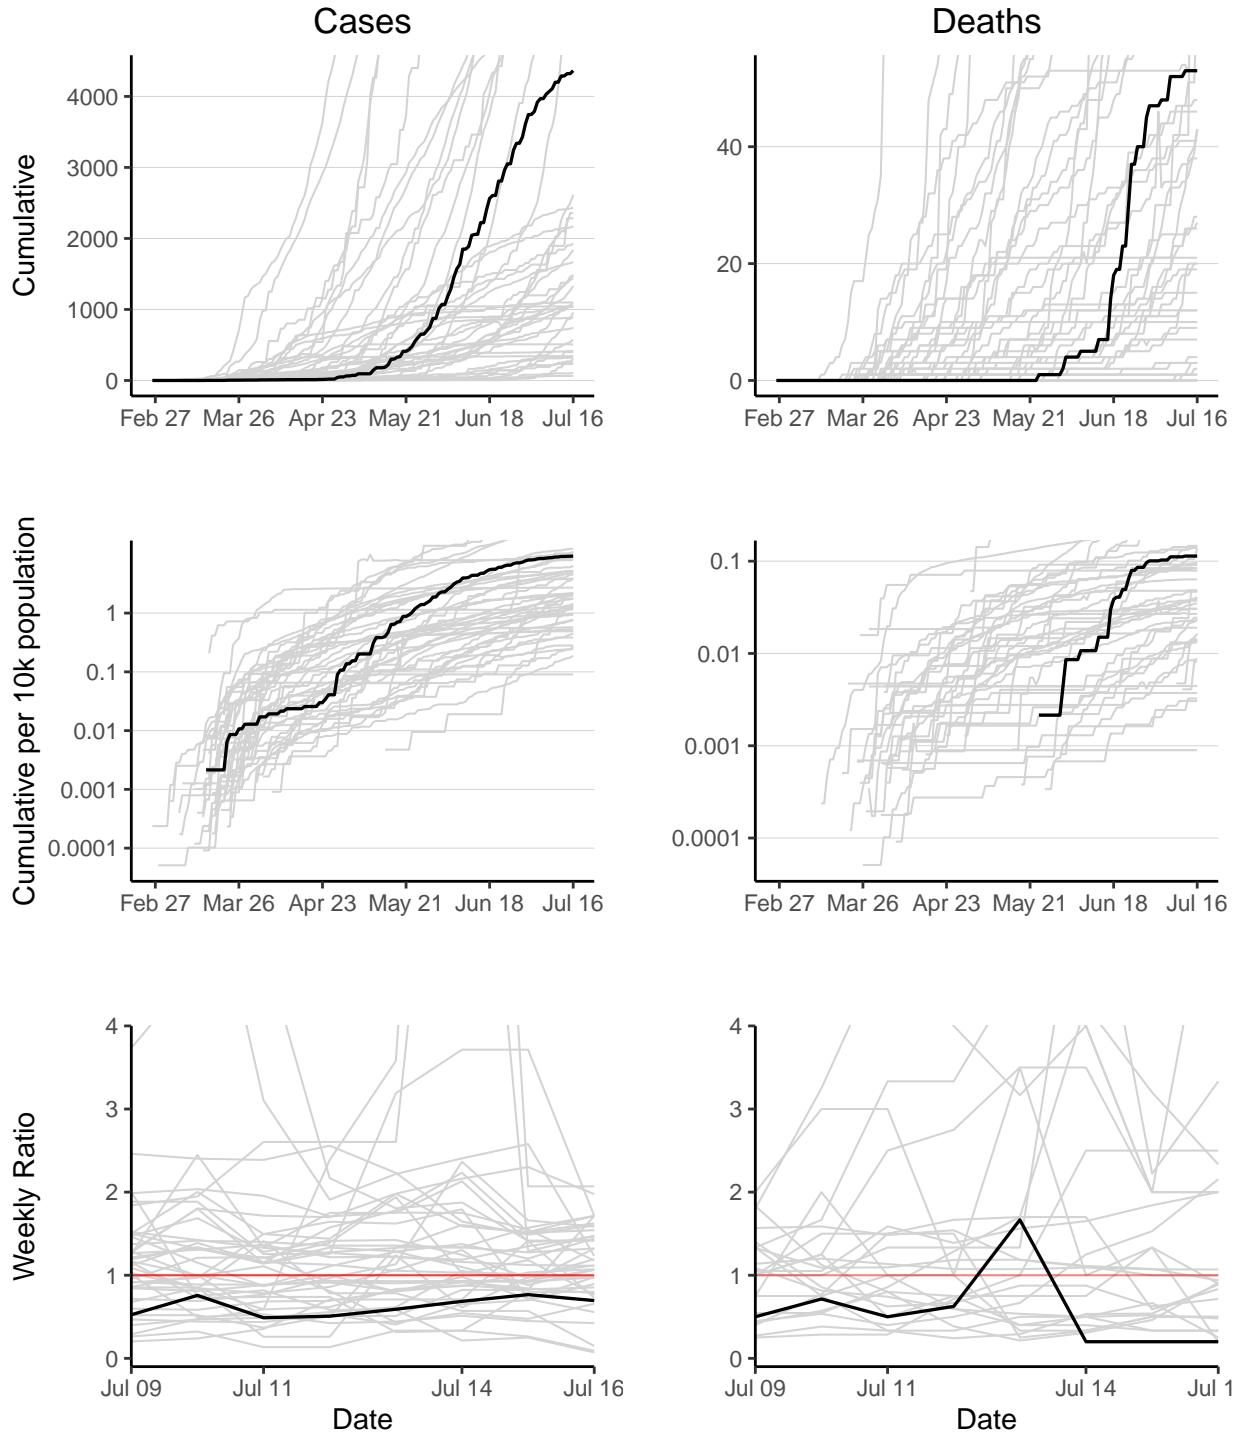 Cases
Deaths
Cumulative
4000
3000
2000
1000
0
Feb 27 Mar 26 Apr 23 May 21 Jun 18 Jul 16
40
20
0
Feb 27 Mar 26 Apr 23 May 21 Jun 18 Jul 16
Cumulative per 10k population
1
0.1
0.01
0.001
0.0001
Feb 27 Mar 26 Apr 23 May 21 Jun 18 Jul 16
0.1
0.01
0.001
0.0001
Feb 27 Mar 26 Apr 23 May 21 Jun 18 Jul 16
Weekly Ratio
4
3
2
1
0
Jul 09 Jul 11 Jul 14 Jul 16
Date
4
3
2
1
0
Jul 09 Jul 11 Jul 14 Jul 1
Date